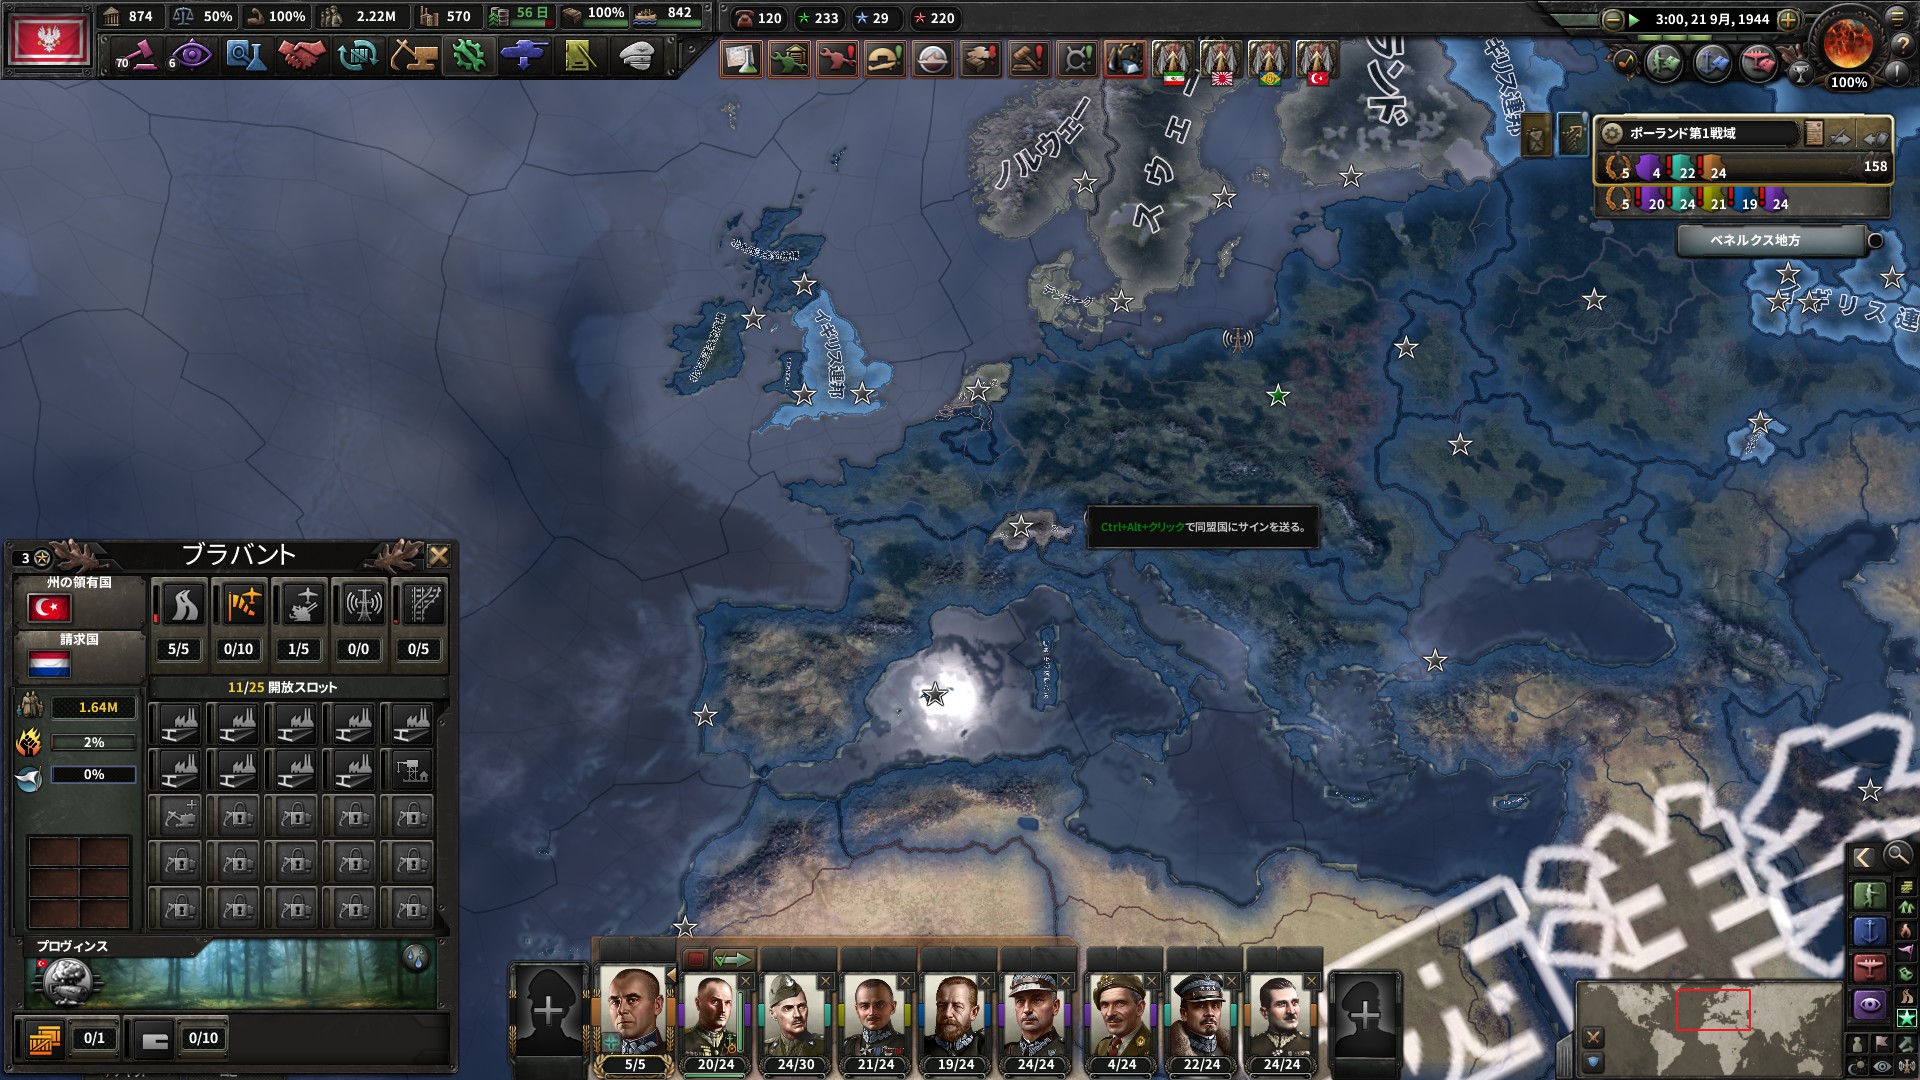 874
50%
100%
2.22M
570
56 日
100%
842
120
233
29
220
3:00, 21 9月, 1944
70
6
100%
ポーランド第1戦域
5
4
22
24
158
5
20
24
21
19
24
ベネルクス地方
ノルウェー
スウェー
ランド
デンマーク
イギリス連邦
イギリス連
ギリス連邦
Ctrl+Alt+クリックで同盟国にサインを送る。
3
ブラバント
州の領有国
請求国
5/5
0/10
1/5
0/0
0/5
11/25 開放スロット
1.64M
2%
0%
プロヴィンス
0/1
0/10
5/5
20/24
24/30
21/24
19/24
24/24
4/24
22/24
24/24